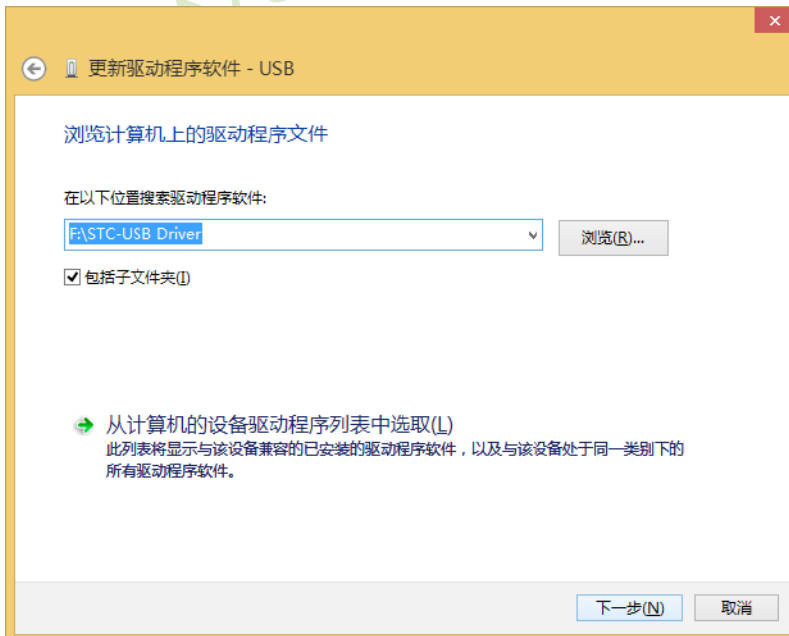 更新驱动程序软件 - USB
浏览计算机上的驱动程序文件
在以下位置搜索驱动程序软件:
F:\STC-USB Driver
浏览(R)...
包括子文件夹(I)
从计算机的设备驱动程序列表中选取(L)
此列表将显示与该设备兼容的已安装的驱动程序软件，以及与该设备处于同一类别下的
所有驱动程序软件。
下一步(N)
取消